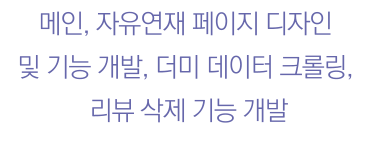 메인, 자유연재 페이지 디자인
및 기능 개발, 더미 데이터 크롤링,
리뷰 삭제 기능 개발